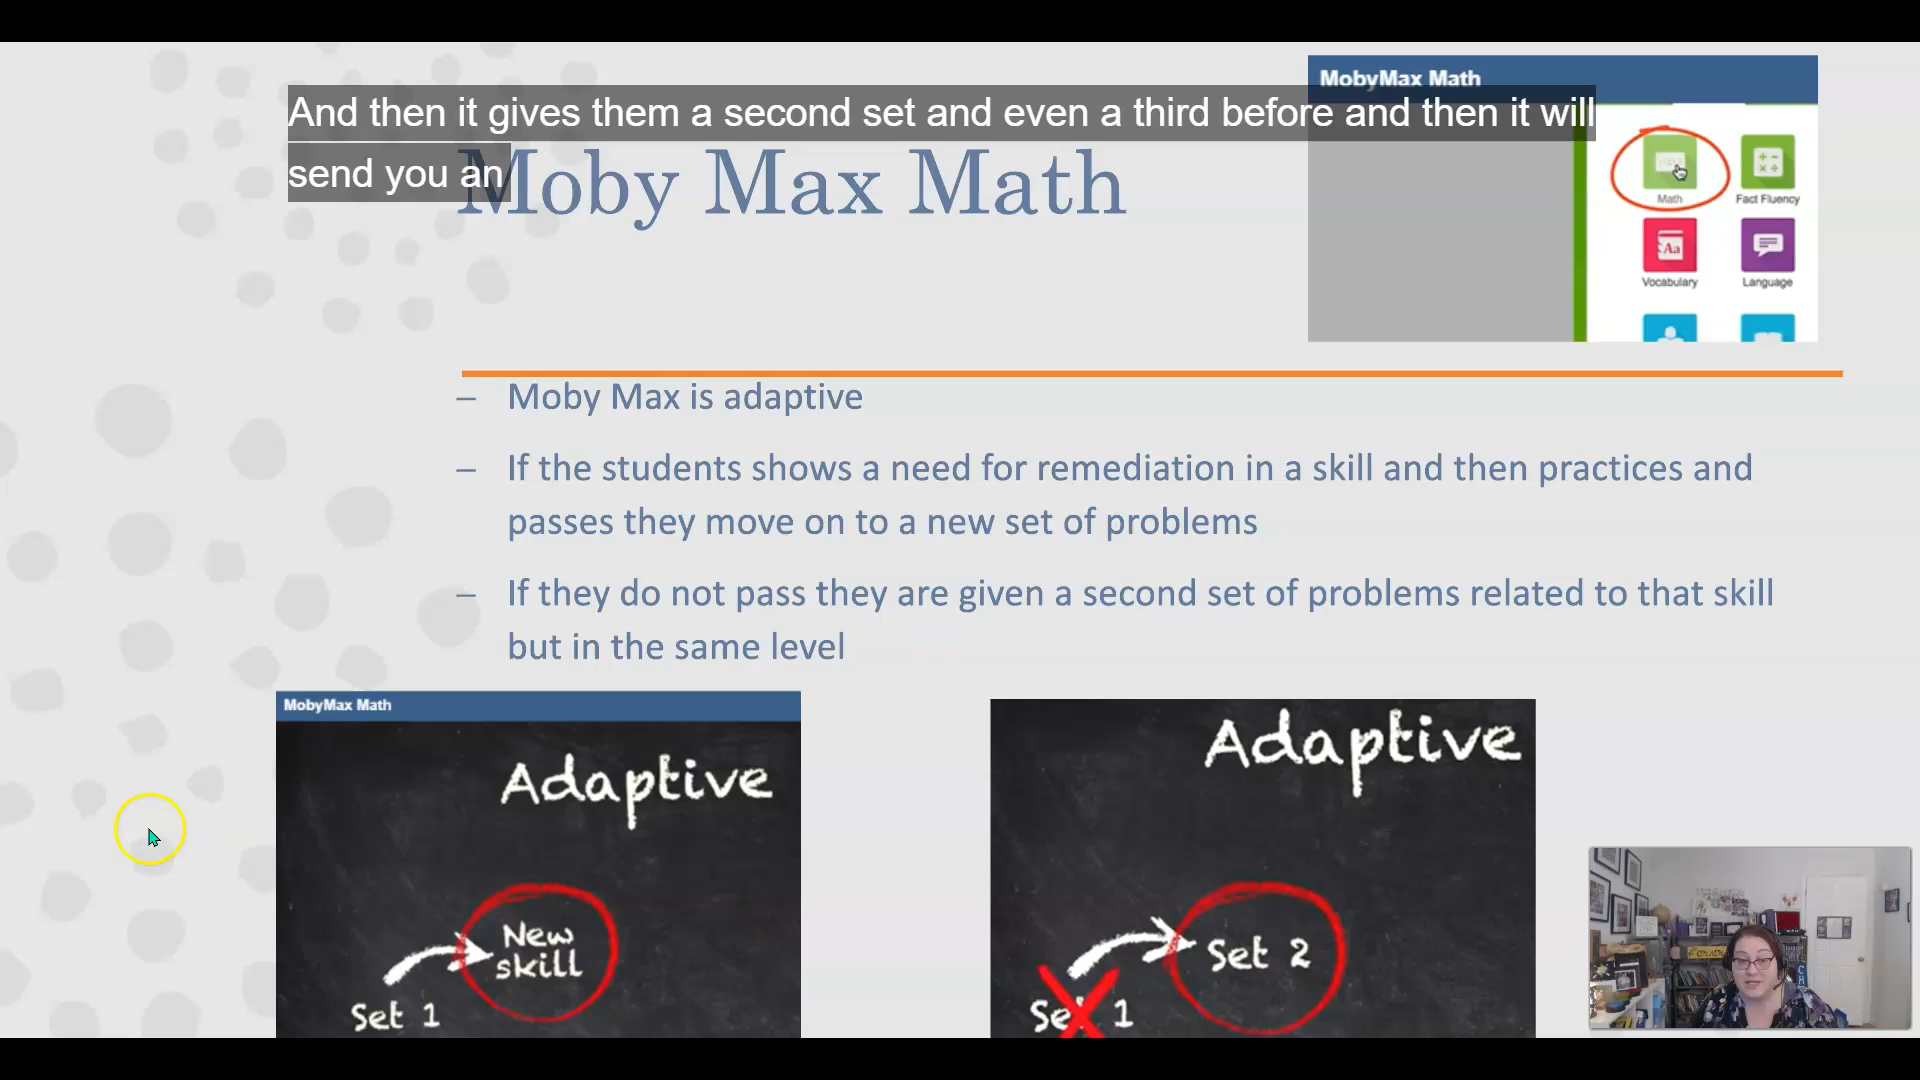 MobyMax Math
And then it gives them a second set and even a third before and then it will
send you an
Moby Max Math
Math
Fact Fluency
Aa
Vocabulary
Language
– Moby Max is adaptive
– If the students shows a need for remediation in a skill and then practices and
passes they move on to a new set of problems
– If they do not pass they are given a second set of problems related to that skill
but in the same level
MobyMax Math
Adaptive
New
skill
Set 1
Adaptive
Set 2
Set 1